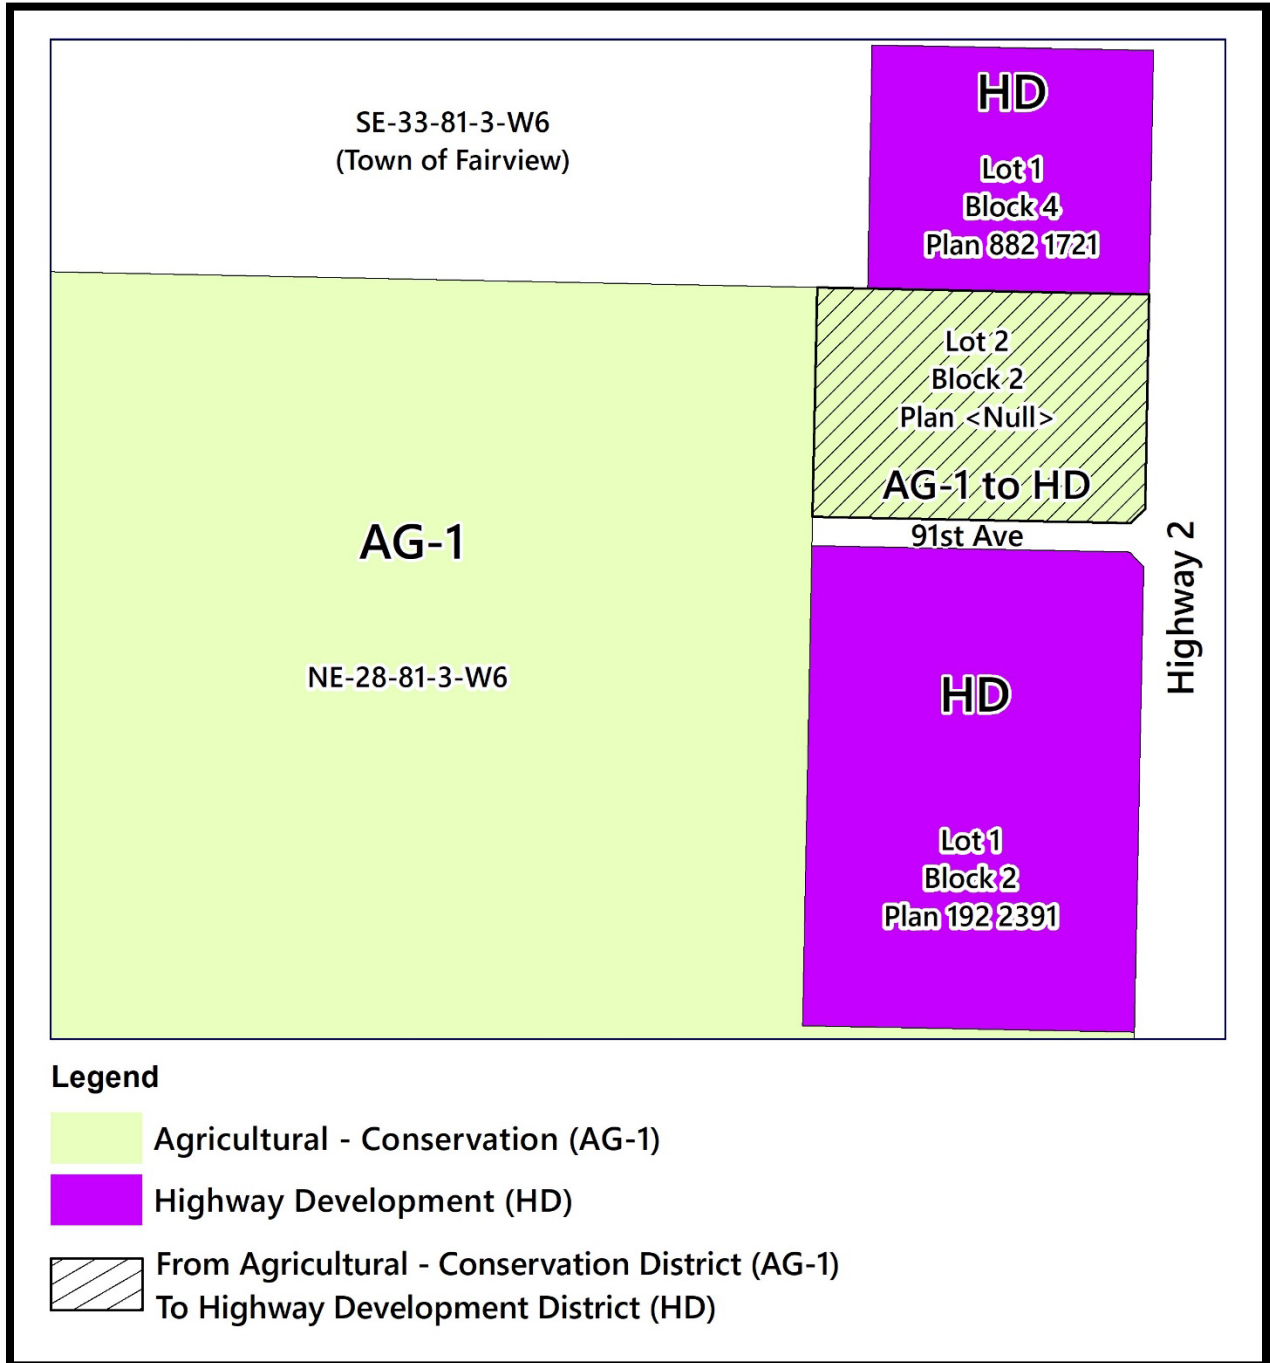 SE-33-81-3-W6
(Town of Fairview)
HD
Lot 1
Block 4
Plan 882 1721
Lot 2
Block 2
Plan <Null>
AG-1 to HD
91st Ave
AG-1
NE-28-81-3-W6
HD
Lot 1
Block 2
Plan 192 2391
Highway 2
Legend
Agricultural - Conservation (AG-1)
Highway Development (HD)
From Agricultural - Conservation District (AG-1)
To Highway Development District (HD)